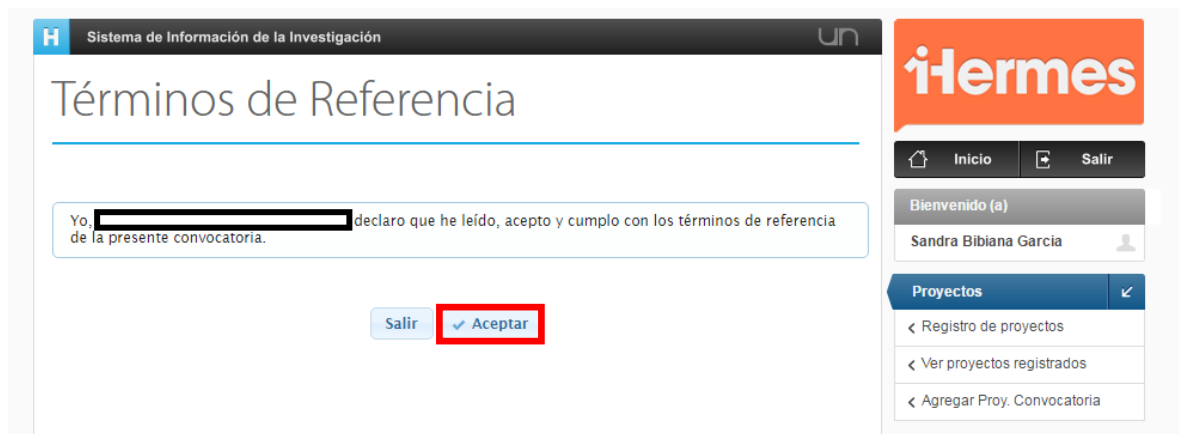 H Sistema de Información de la Investigación un
Términos de Referencia
Yo, declaro que he leído, acepto y cumplo con los términos de referencia
de la presente convocatoria.
Salir Aceptar
Hermes
Inicio Salir
Bienvenido (a)
Sandra Bibiana Garcia
Proyectos
Registro de proyectos
Ver proyectos registrados
Agregar Proy. Convocatoria